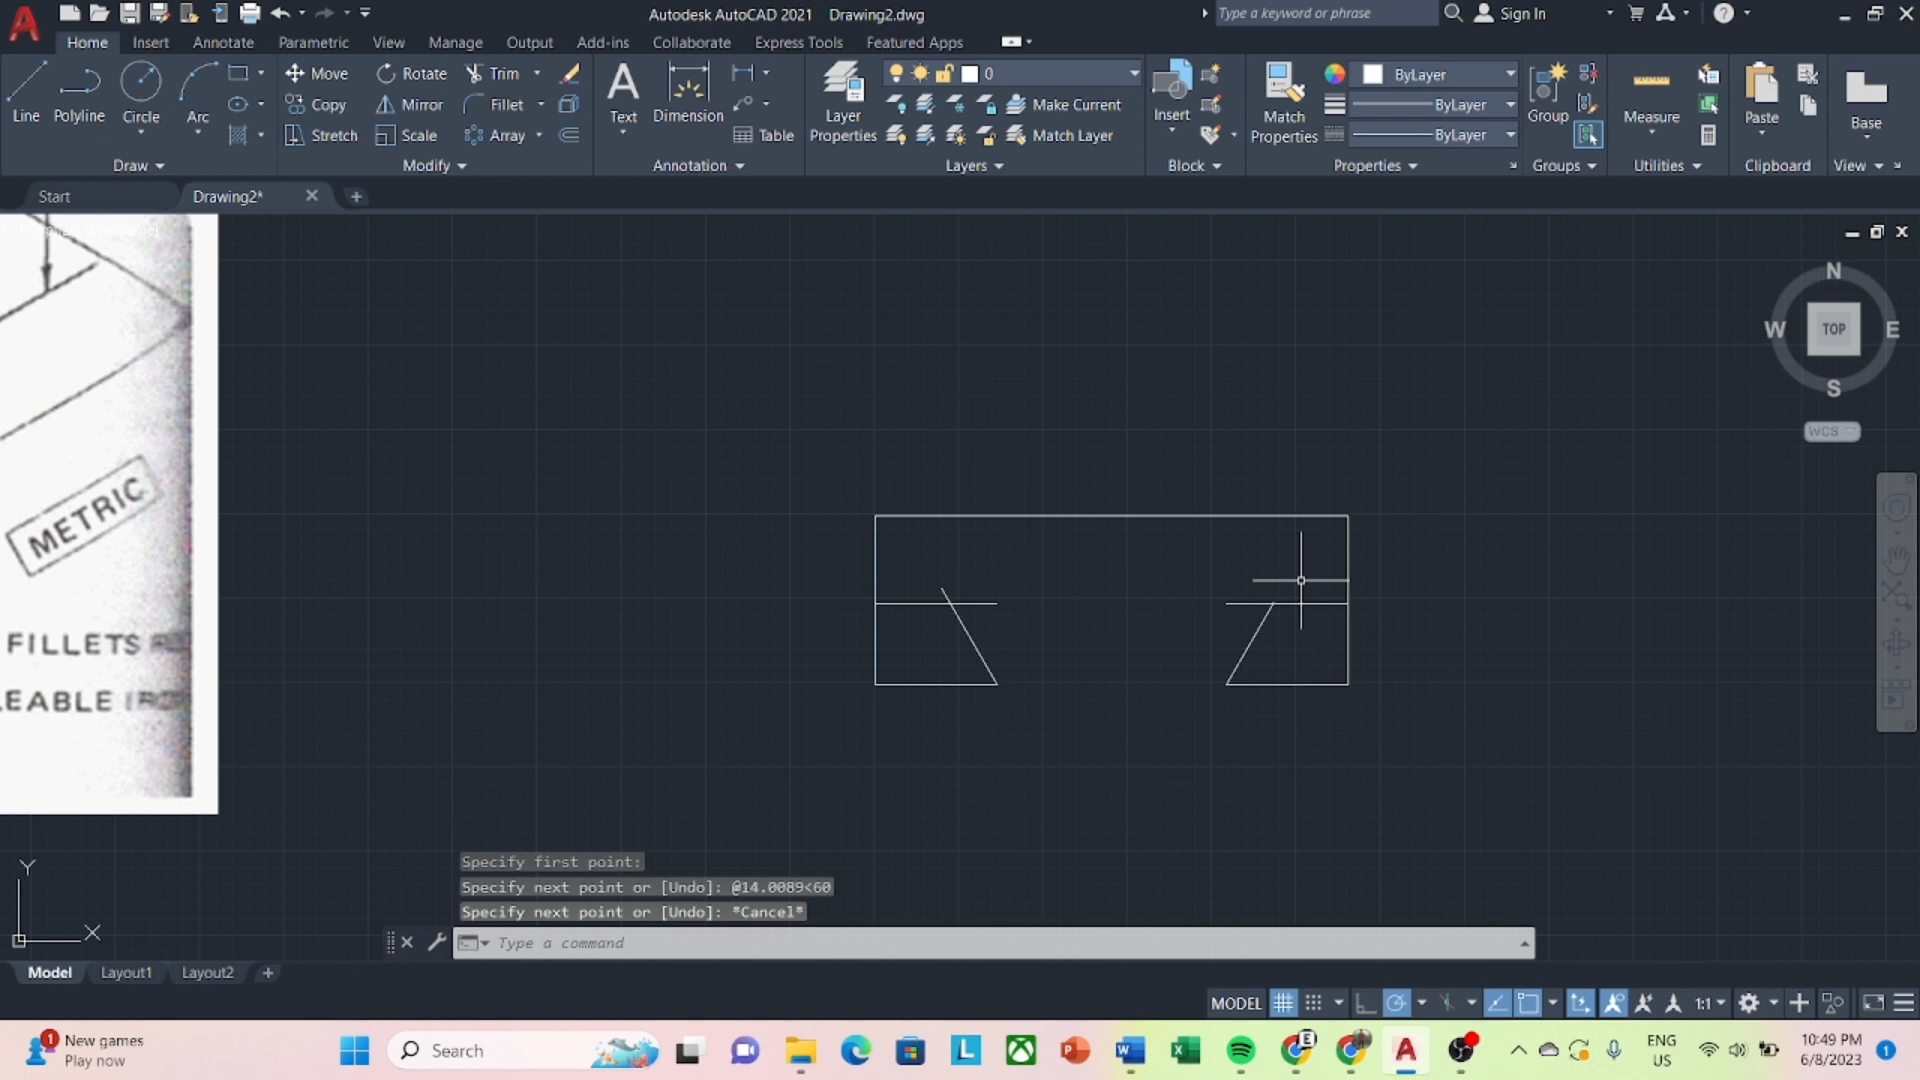 Autodesk AutoCAD 2021 Drawing2.dwg
Type a keyword or phrase
Sign In
Home Insert Annotate Parametric View Manage Output Add-ins Collaborate Express Tools Featured Apps
Line Polyline Circle Arc
Move Rotate Trim
Copy Mirror Fillet
Stretch Scale Array
Text Dimension Table
Layer Properties
0
Make Current
Match Layer
Insert
Match Properties
ByLayer
ByLayer
ByLayer
Group
Measure
Paste
Base
Draw Modify Annotation Layers Block Properties Groups Utilities Clipboard View
Start Drawing2*
N
W TOP E
S
WCS
METRIC
FILLETS
Y
X
Specify first point:
Specify next point or [Undo]: @14.0089<60
Specify next point or [Undo]: *Cancel*
Type a command
Model Layout1 Layout2
MODEL 1:1
1 New games
Play now
Search
E
ENG
US
10:49 PM
6/8/2023
1